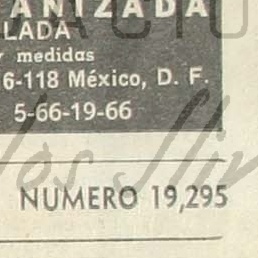 ANIZADA
LADA
medidas
6-118 México, D. F.
5-66-19-66
NUMERO 19,295